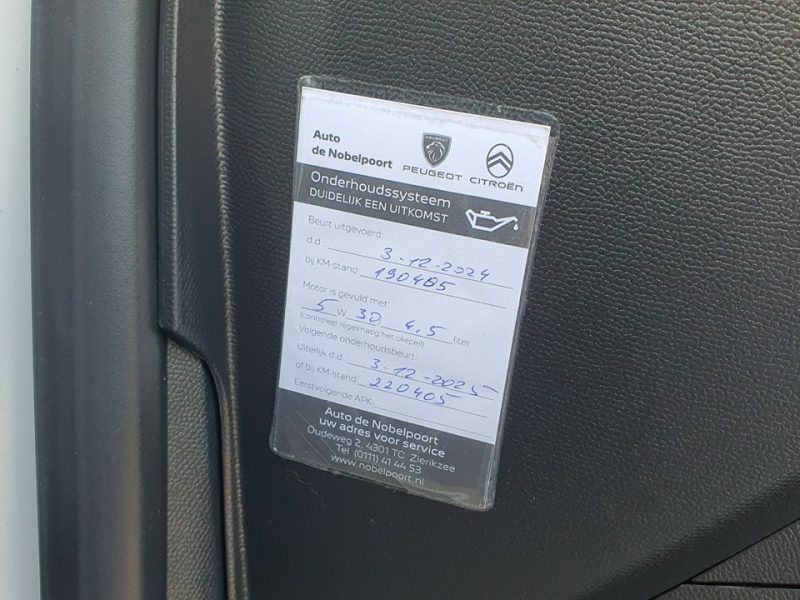 Auto
de Nobelpoort
PEUGEOT CITROËN
Onderhoudssysteem
DUIDELIJK EEN UITKOMST
Beurt uitgevoerd
d.d.: 3-12-2024
bij KM-stand: 190405
Motor is gevuld met:
5 W 30 4.5 liter
(controleer regelmatig het oliepeil)
Volgende onderhoudsbeurt:
Uiterlijk d.d.: 3-12-2025
of bij KM-stand: 220405
Eerstvolgende APK:
Auto de Nobelpoort
uw adres voor service
Oudeweg 2, 4301 TC Zierikzee
Tel (0111) 41 44 53
www.nobelpoort.nl